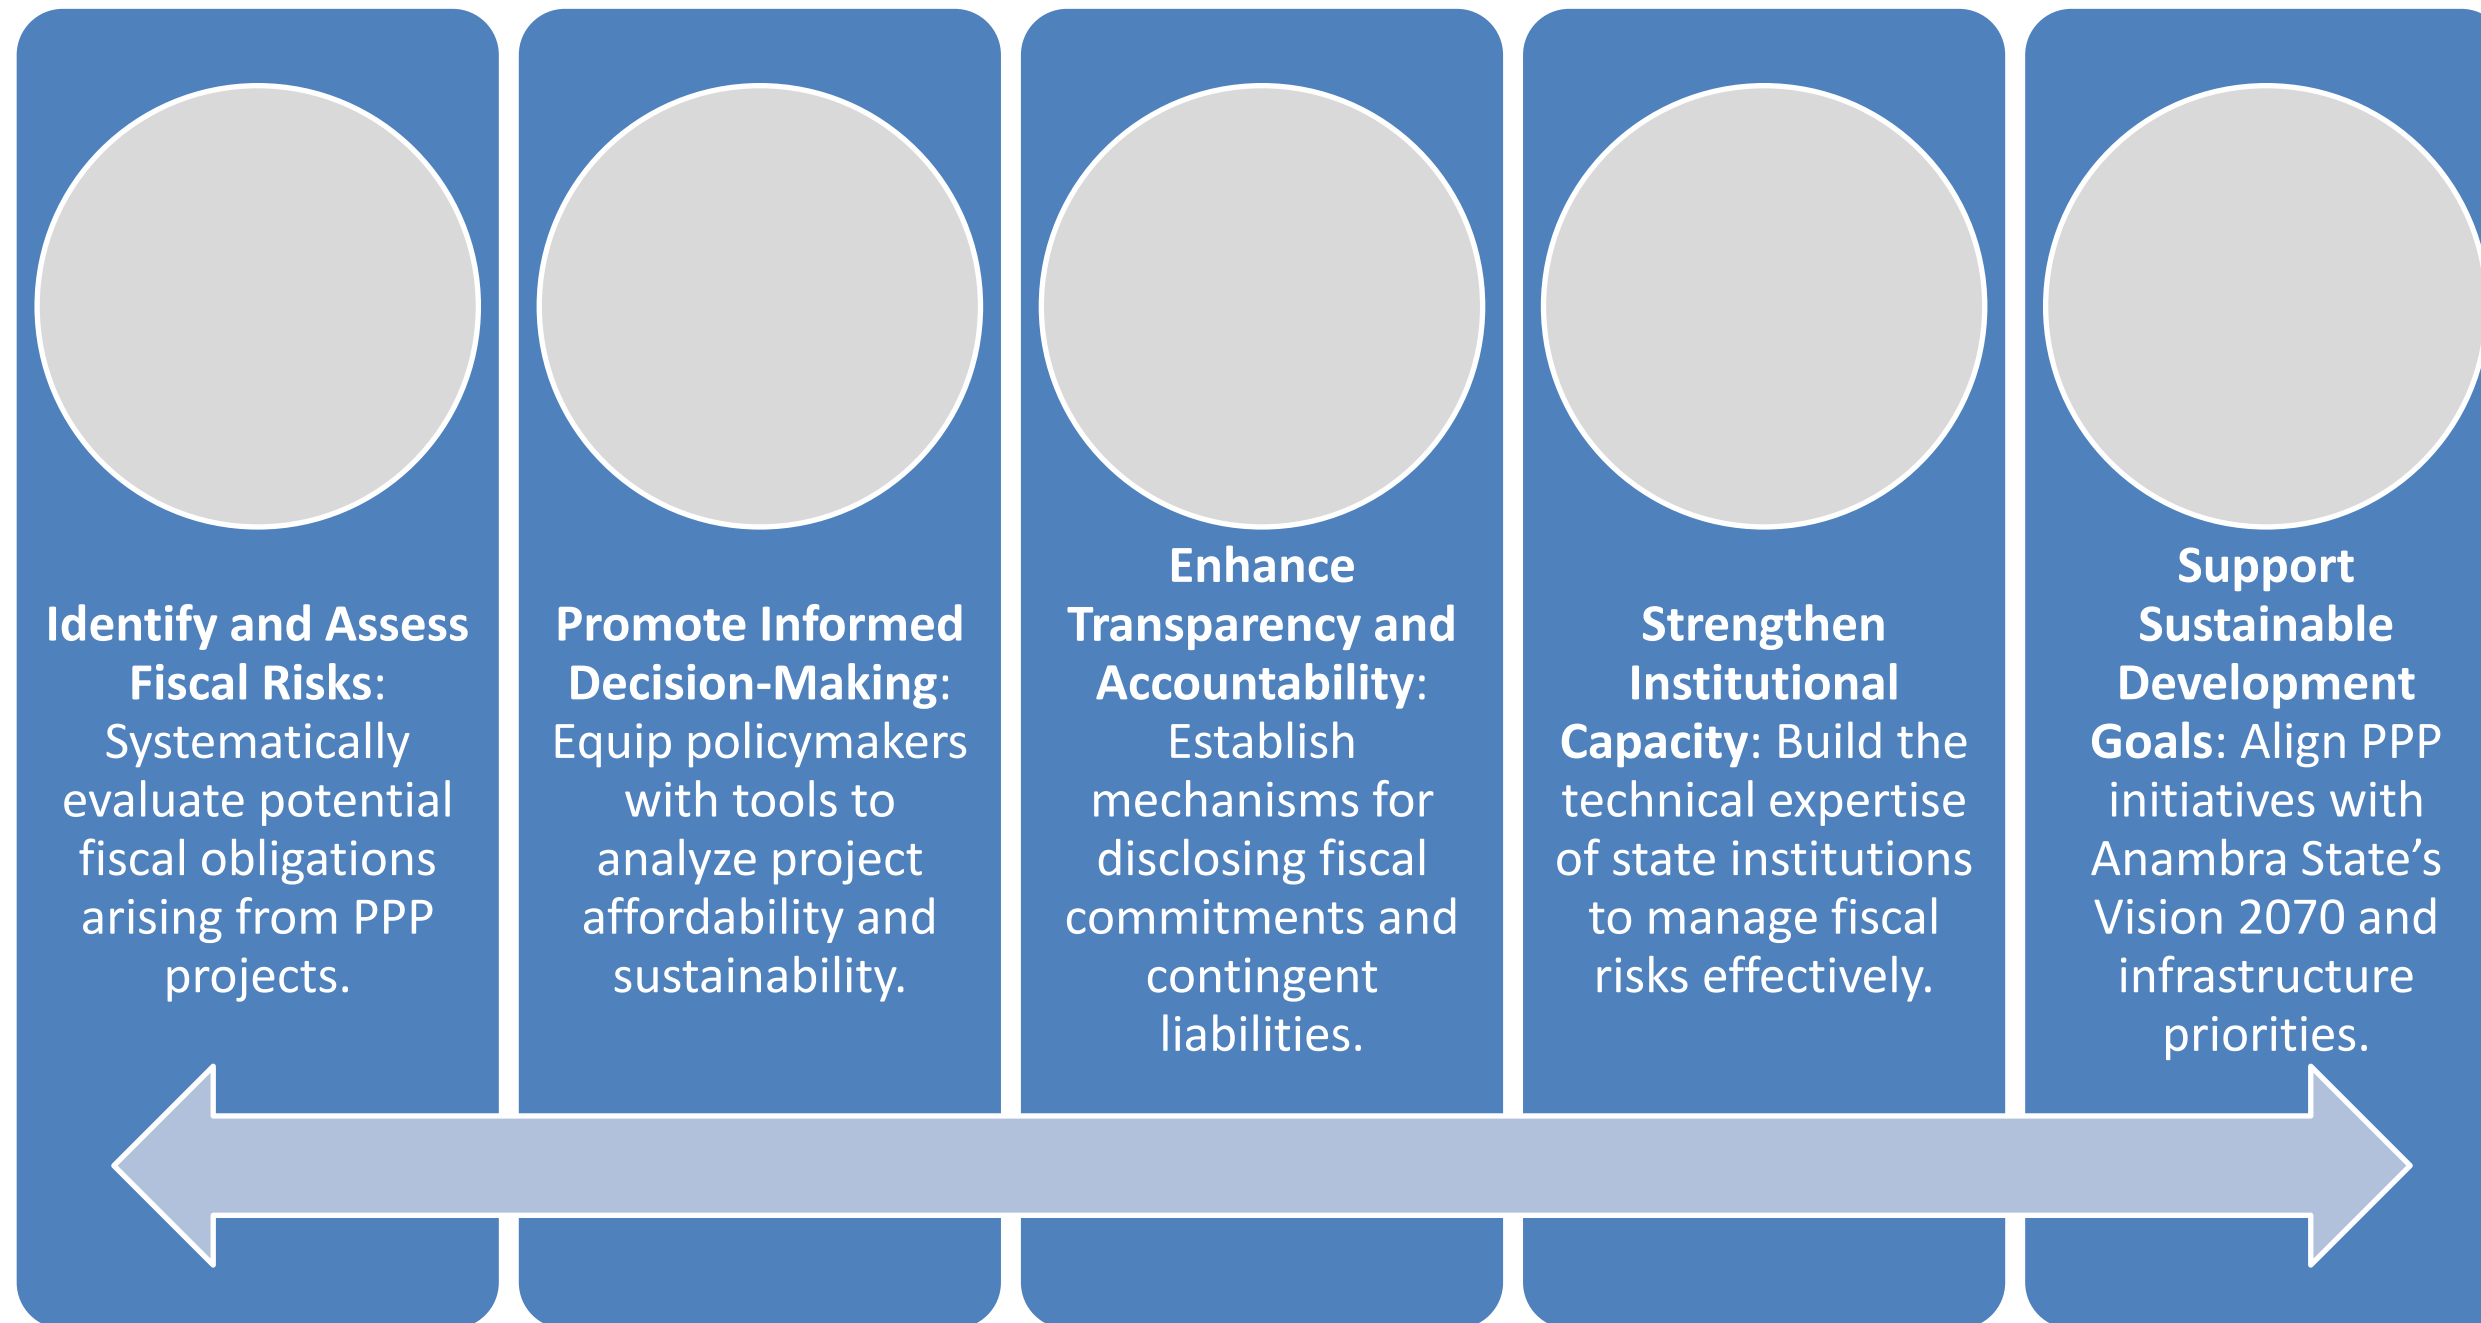 Identify and Assess
Fiscal Risks:
Systematically
evaluate potential
fiscal obligations
arising from PPP
projects.
Promote Informed
Decision-Making:
Equip policymakers
with tools to
analyze project
affordability and
sustainability.
Enhance
Transparency and
Accountability:
Establish
mechanisms for
disclosing fiscal
commitments and
contingent
liabilities.
Strengthen
Institutional
Capacity: Build the
technical expertise
of state institutions
to manage fiscal
risks effectively.
Support
Sustainable
Development
Goals: Align PPP
initiatives with
Anambra State’s
Vision 2070 and
infrastructure
priorities.